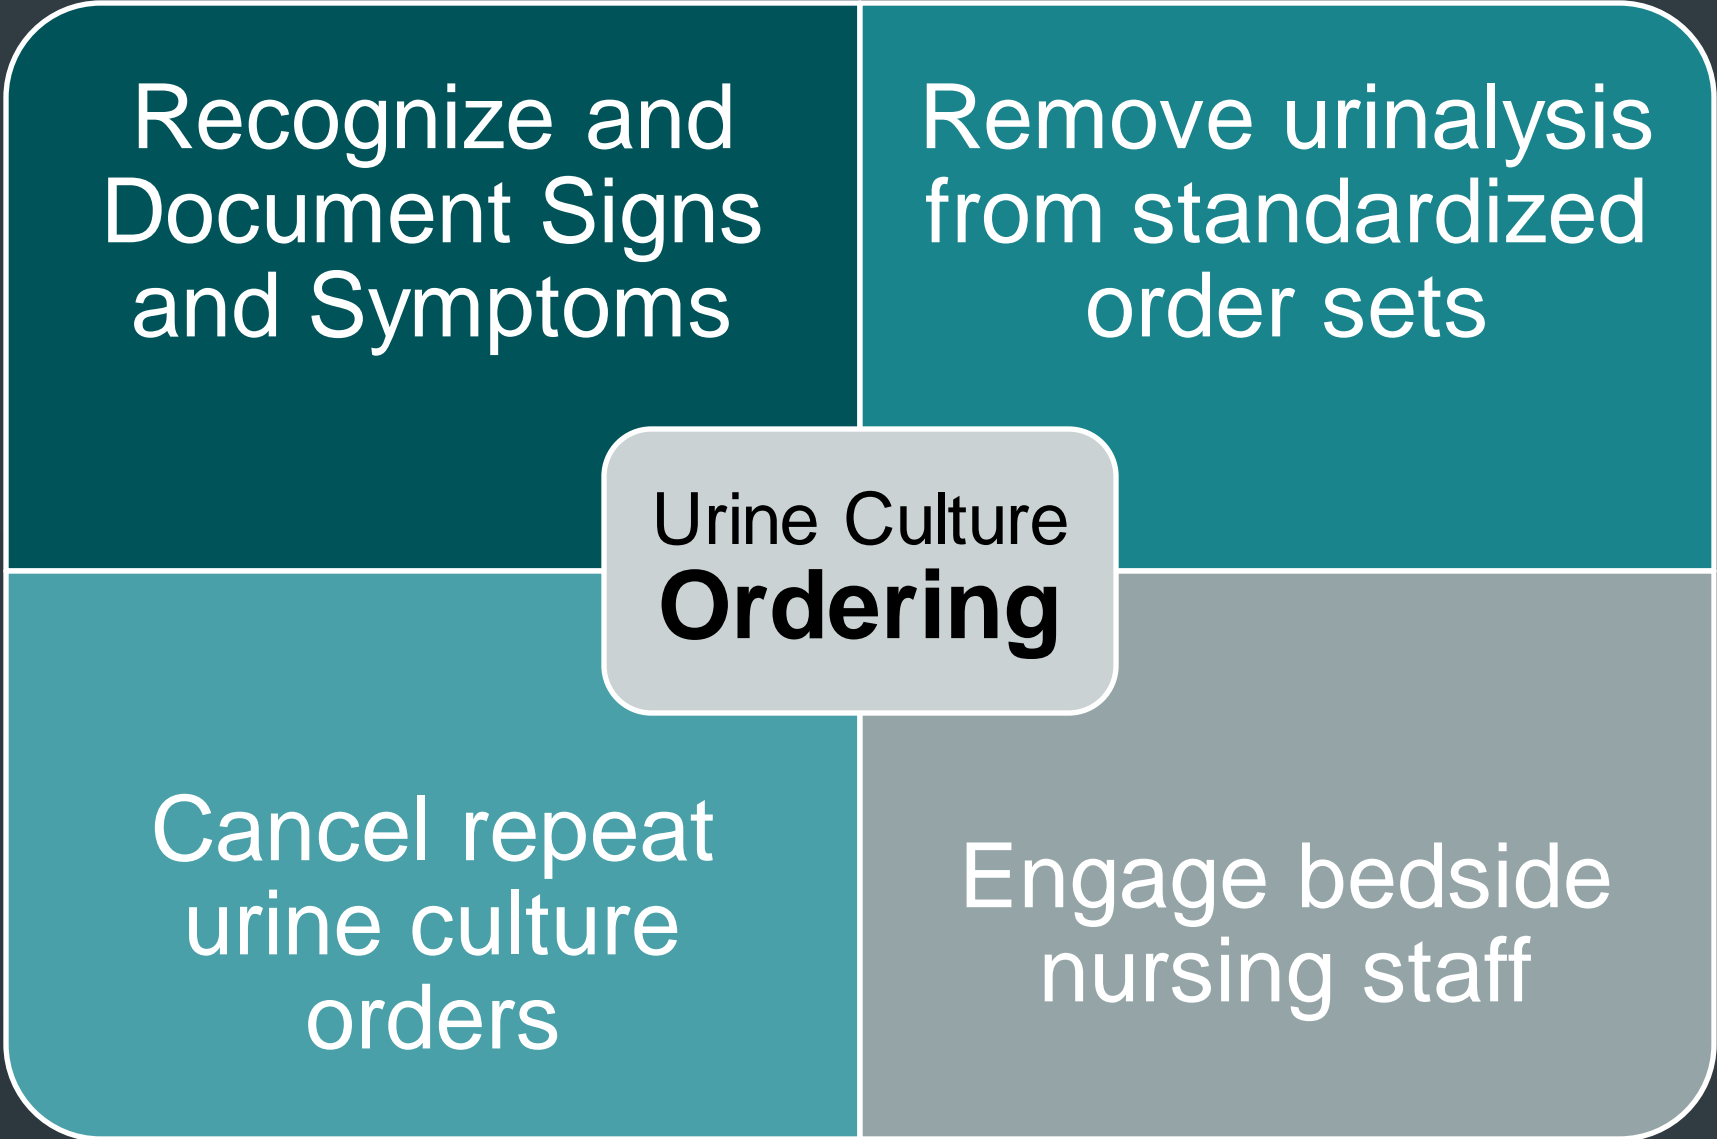 Recognize and
Document Signs
and Symptoms
Remove urinalysis
from standardized
order sets
Urine Culture
Ordering
Cancel repeat
urine culture
orders
Engage bedside
nursing staff